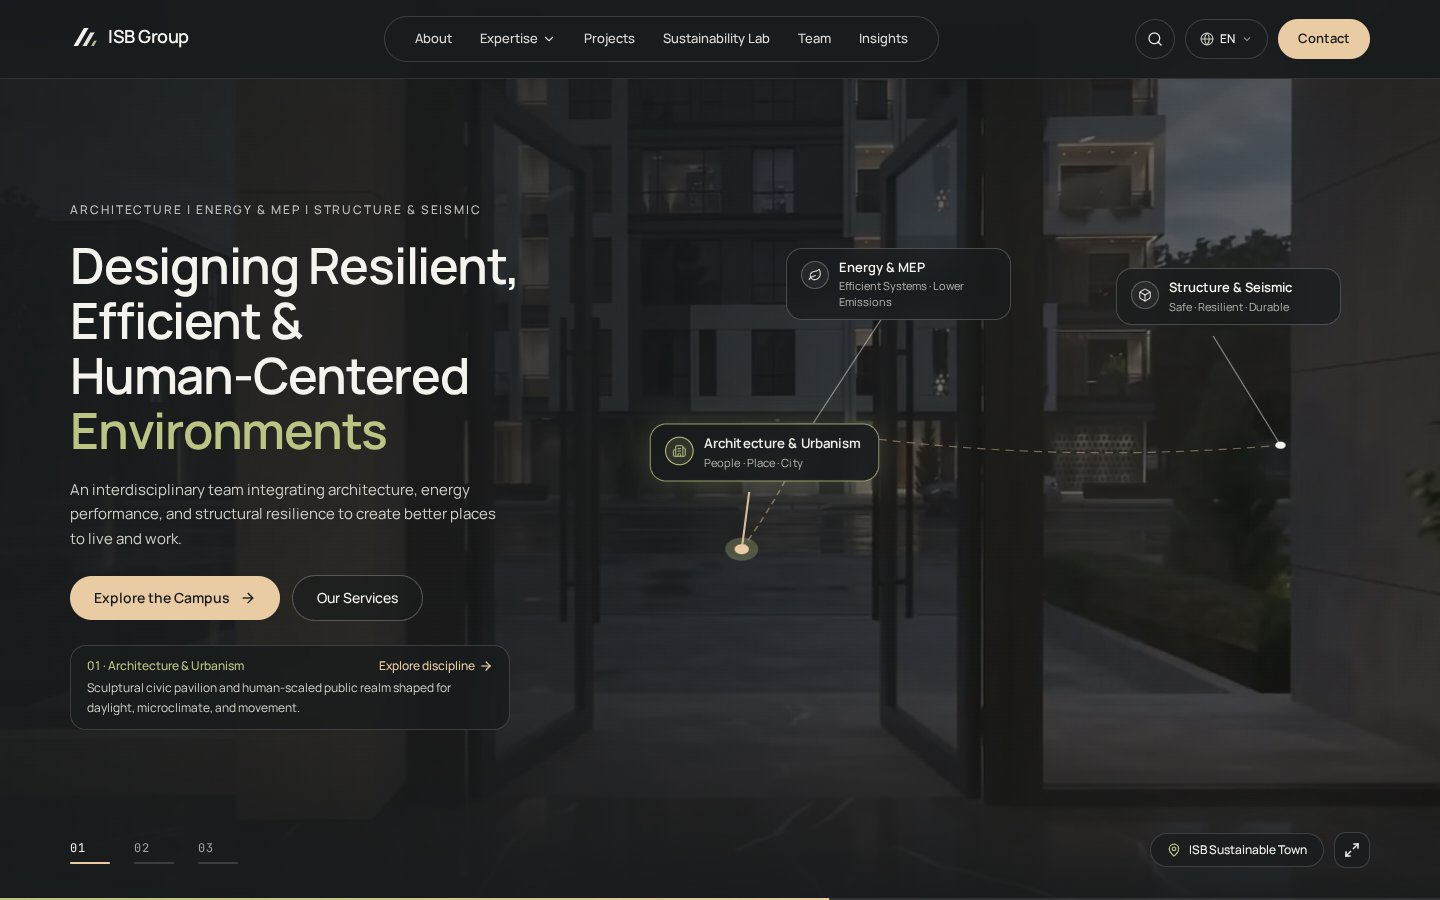 ISB Group
About
Expertise
Projects
Sustainability Lab
Team
Insights
EN
Contact
ARCHITECTURE | ENERGY & MEP | STRUCTURE & SEISMIC
Designing Resilient,
Efficient &
Human-Centered
Environments
An interdisciplinary team integrating architecture, energy
performance, and structural resilience to create better places
to live and work.
Explore the Campus
Our Services
01 · Architecture & Urbanism
Explore discipline
Sculptural civic pavilion and human-scaled public realm shaped for
daylight, microclimate, and movement.
Energy & MEP
Efficient Systems · Lower
Emissions
Structure & Seismic
Safe · Resilient · Durable
Architecture & Urbanism
People · Place · City
01
02
03
ISB Sustainable Town